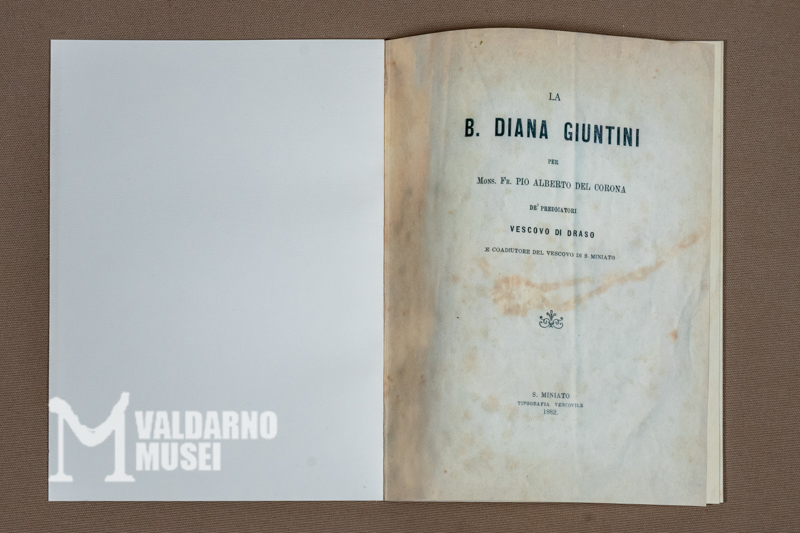 LA
B. DIANA GIUNTINI
PER
MONS. FR. PIO ALBERTO DEL CORONA
DE' PREDICATORI
VESCOVO DI DRASO
E COADIUTORE DEL VESCOVO DI S. MINIATO
S. MINIATO
TIPOGRAFIA VESCOVILE
1882.
VALDARNO
MUSEI